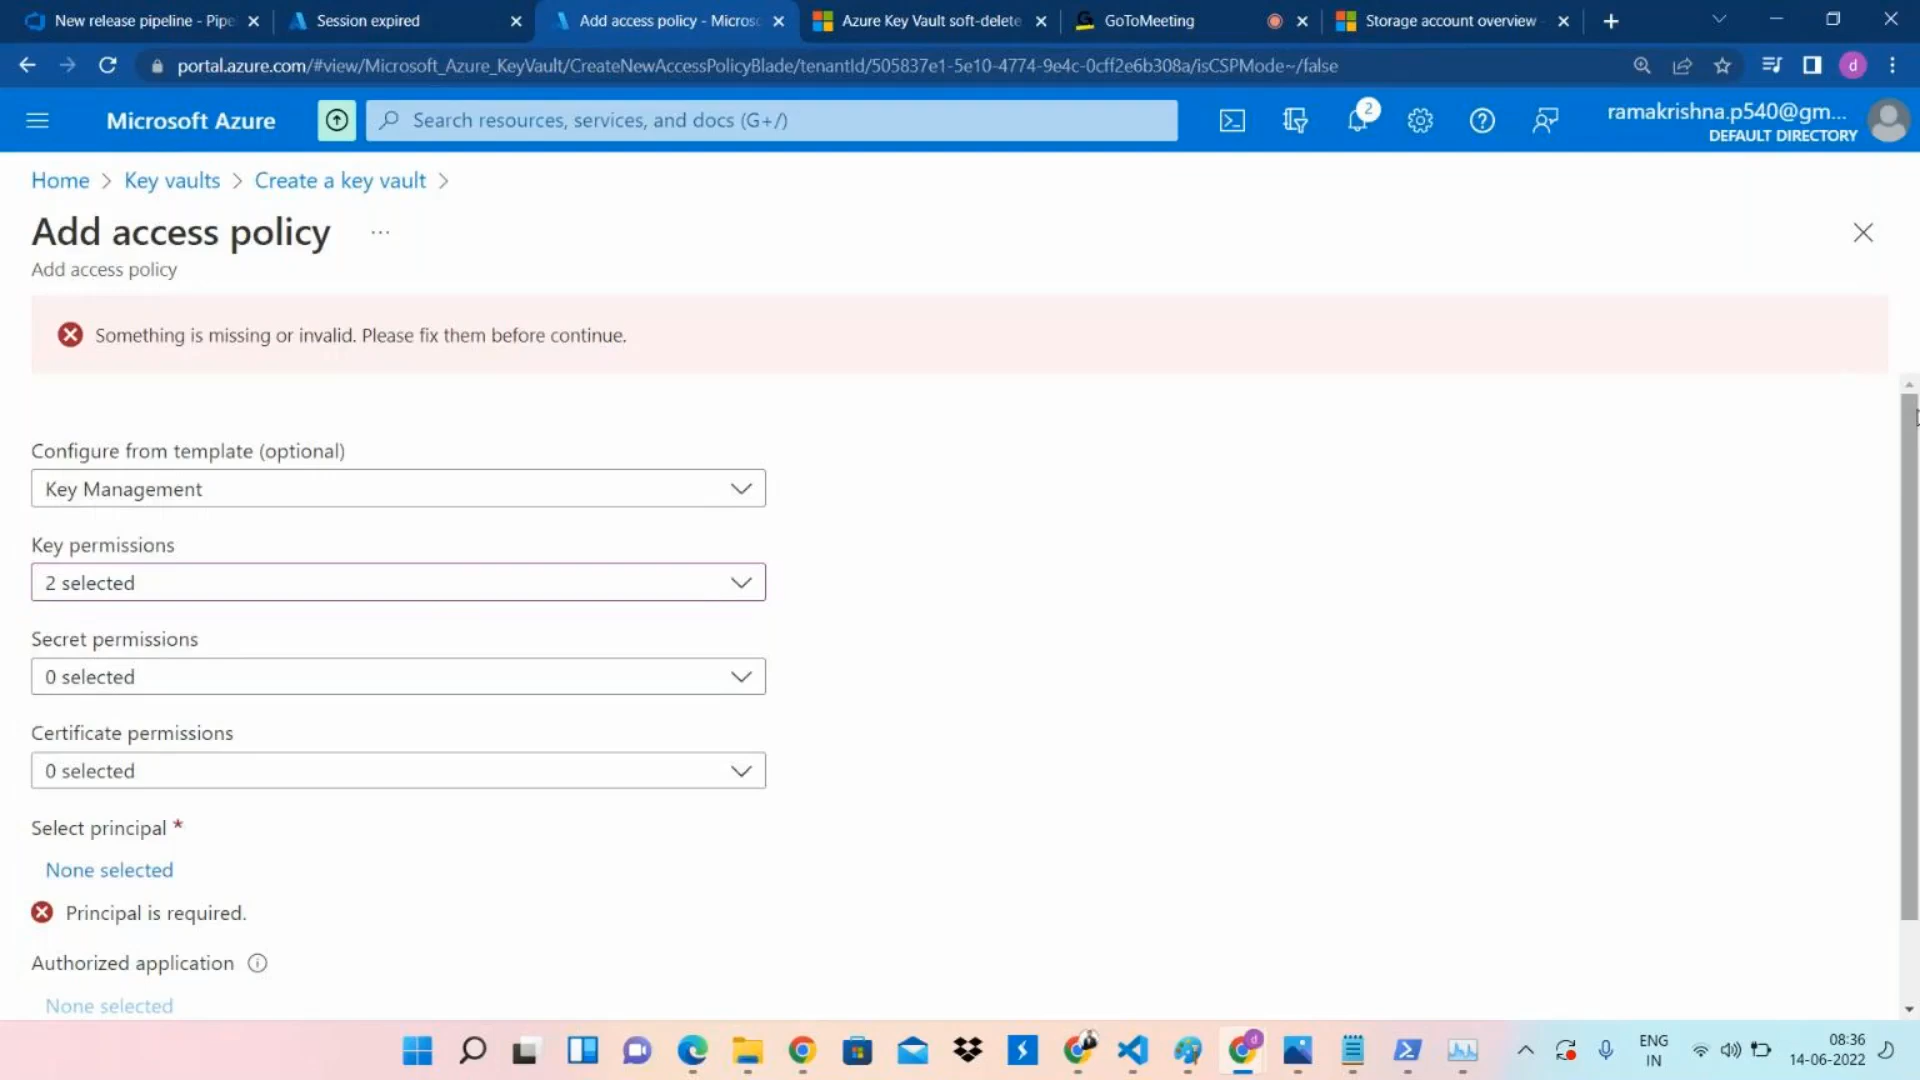 New release pipeline - Pipe
Session expired
Add access policy - Microso
Azure Key Vault soft-delete
GoToMeeting
Storage account overview
portal.azure.com/#view/Microsoft_Azure_KeyVault/CreateNewAccessPolicyBlade/tenantId/505837e1-5e10-4774-9e4c-0cff2e6b308a/isCSPMode~/false
d
Microsoft Azure
Search resources, services, and docs (G+/)
2
ramakrishna.p540@gm...
DEFAULT DIRECTORY
Home > Key vaults > Create a key vault >
Add access policy ...
Add access policy
Something is missing or invalid. Please fix them before continue.
Configure from template (optional)
Key Management
Key permissions
2 selected
Secret permissions
0 selected
Certificate permissions
0 selected
Select principal *
None selected
Principal is required.
Authorized application
None selected
d
ENG
IN
08:36
14-06-2022